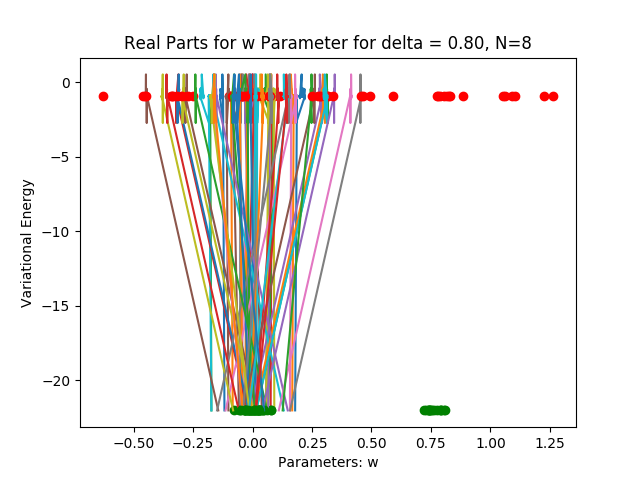 Real Parts for w Parameter for delta = 0.80, N=8
0
−5
−10
−15
−20
Variational Energy
−0.50 −0.25 0.00 0.25 0.50 0.75 1.00 1.25
Parameters: w